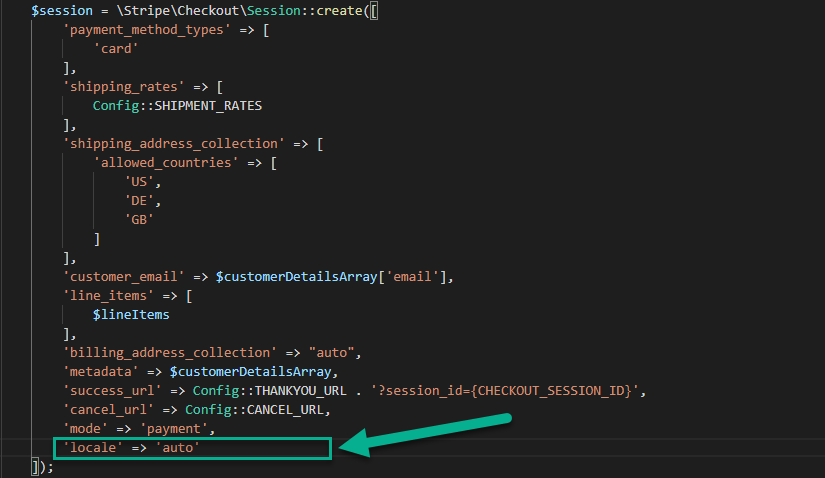 $session = \Stripe\Checkout\Session::create([
'payment_method_types' => [
'card'
],
'shipping_rates' => [
Config::SHIPMENT_RATES
],
'shipping_address_collection' => [
'allowed_countries' => [
'US',
'DE',
'GB'
]
],
'customer_email' => $customerDetailsArray['email'],
'line_items' => [
$lineItems
],
'billing_address_collection' => "auto",
'metadata' => $customerDetailsArray,
'success_url' => Config::THANKYOU_URL . '?session_id={CHECKOUT_SESSION_ID}',
'cancel_url' => Config::CANCEL_URL,
'mode' => 'payment',
'locale' => 'auto'
]);